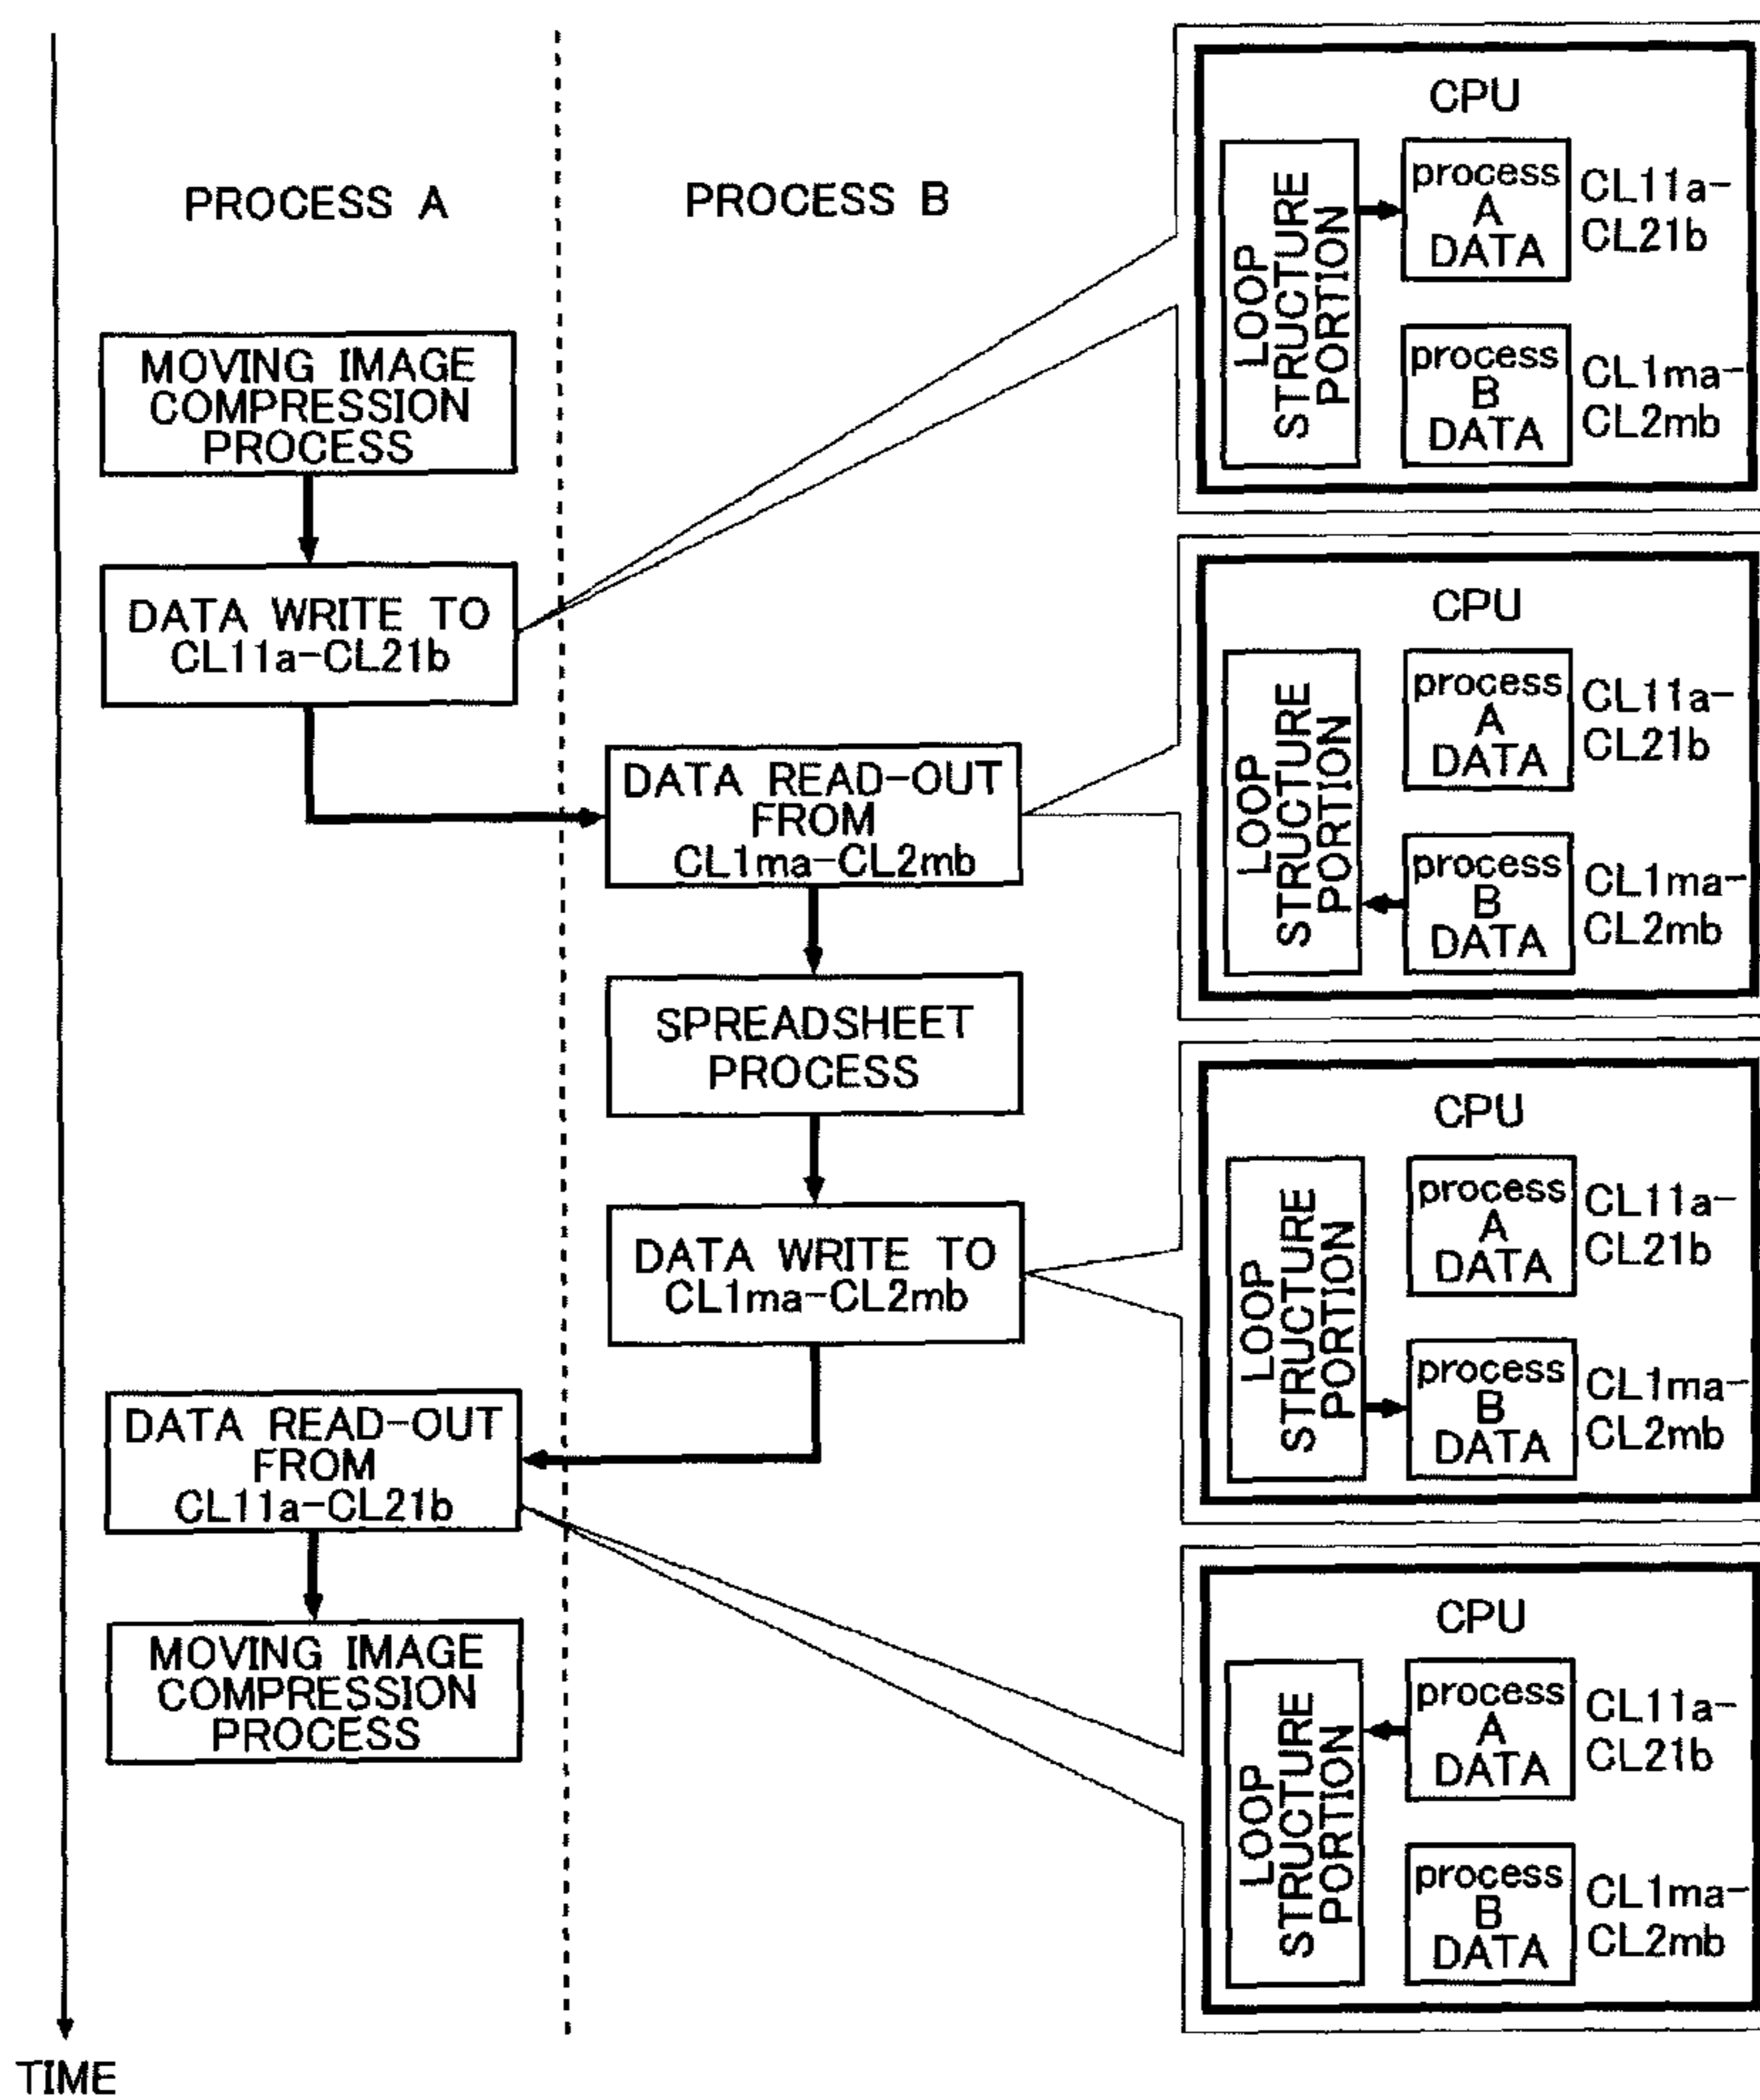 PROCESS A
PROCESS B
MOVING IMAGE
COMPRESSION
PROCESS
DATA WRITE TO
CL11a-CL21b
DATA READ-OUT
FROM
CL1ma-CL2mb
SPREADSHEET
PROCESS
DATA WRITE TO
CL1ma-CL2mb
DATA READ-OUT
FROM
CL11a-CL21b
MOVING IMAGE
COMPRESSION
PROCESS
TIME
CPU
LOOP
STRUCTURE
PORTION
process
A
DATA
CL11a-
CL21b
process
B
DATA
CL1ma-
CL2mb
CPU
LOOP
STRUCTURE
PORTION
process
A
DATA
CL11a-
CL21b
process
B
DATA
CL1ma-
CL2mb
CPU
LOOP
STRUCTURE
PORTION
process
A
DATA
CL11a-
CL21b
process
B
DATA
CL1ma-
CL2mb
CPU
LOOP
STRUCTURE
PORTION
process
A
DATA
CL11a-
CL21b
process
B
DATA
CL1ma-
CL2mb